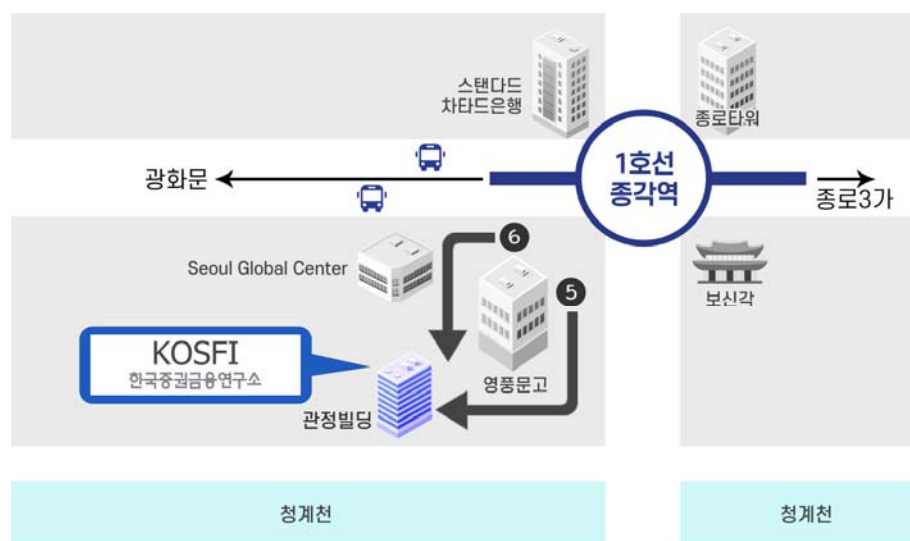 스탠다드
차타드은행
종로타워
1호선
종각역
광화문
종로3가
6
Seoul Global Center
5
보신각
KOSFI
한국증권금융연구소
영풍문고
관정빌딩
청계천
청계천